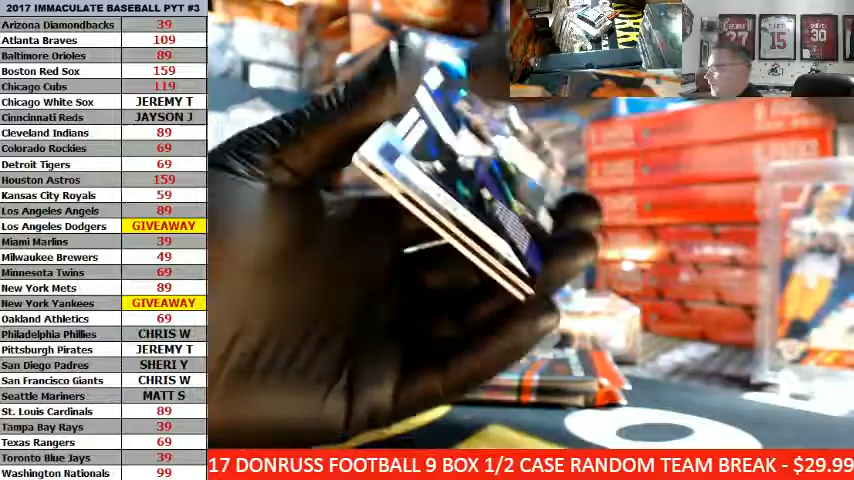 2017 IMMACULATE BASEBALL PYT #3
Arizona Diamondbacks 39
Atlanta Braves 109
Baltimore Orioles 89
Boston Red Sox 159
Chicago Cubs 119
Chicago White Sox JEREMY T
Cinncinnati Reds JAYSON J
Cleveland Indians 89
Colorado Rockies 69
Detroit Tigers 69
Houston Astros 159
Kansas City Royals 59
Los Angeles Angels 89
Los Angeles Dodgers GIVEAWAY
Miami Marlins 39
Milwaukee Brewers 49
Minnesota Twins 69
New York Mets 89
New York Yankees GIVEAWAY
Oakland Athletics 69
Philadelphia Phillies CHRIS W
Pittsburgh Pirates JEREMY T
San Diego Padres SHERI Y
San Francisco Giants CHRIS W
Seattle Mariners MATT S
St. Louis Cardinals 89
Tampa Bay Rays 39
Texas Rangers 69
Toronto Blue Jays 39
Washington Nationals 99
15
30
17 DONRUSS FOOTBALL 9 BOX 1/2 CASE RANDOM TEAM BREAK - $29.99